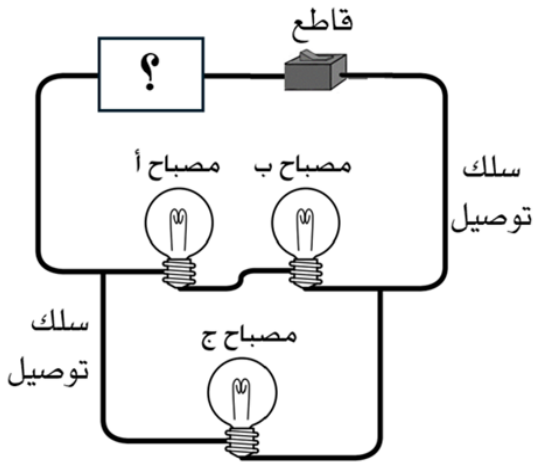 قاطع
؟
مصباح ب
مصباح أ
سلك
توصيل
سلك
توصيل
مصباح ج